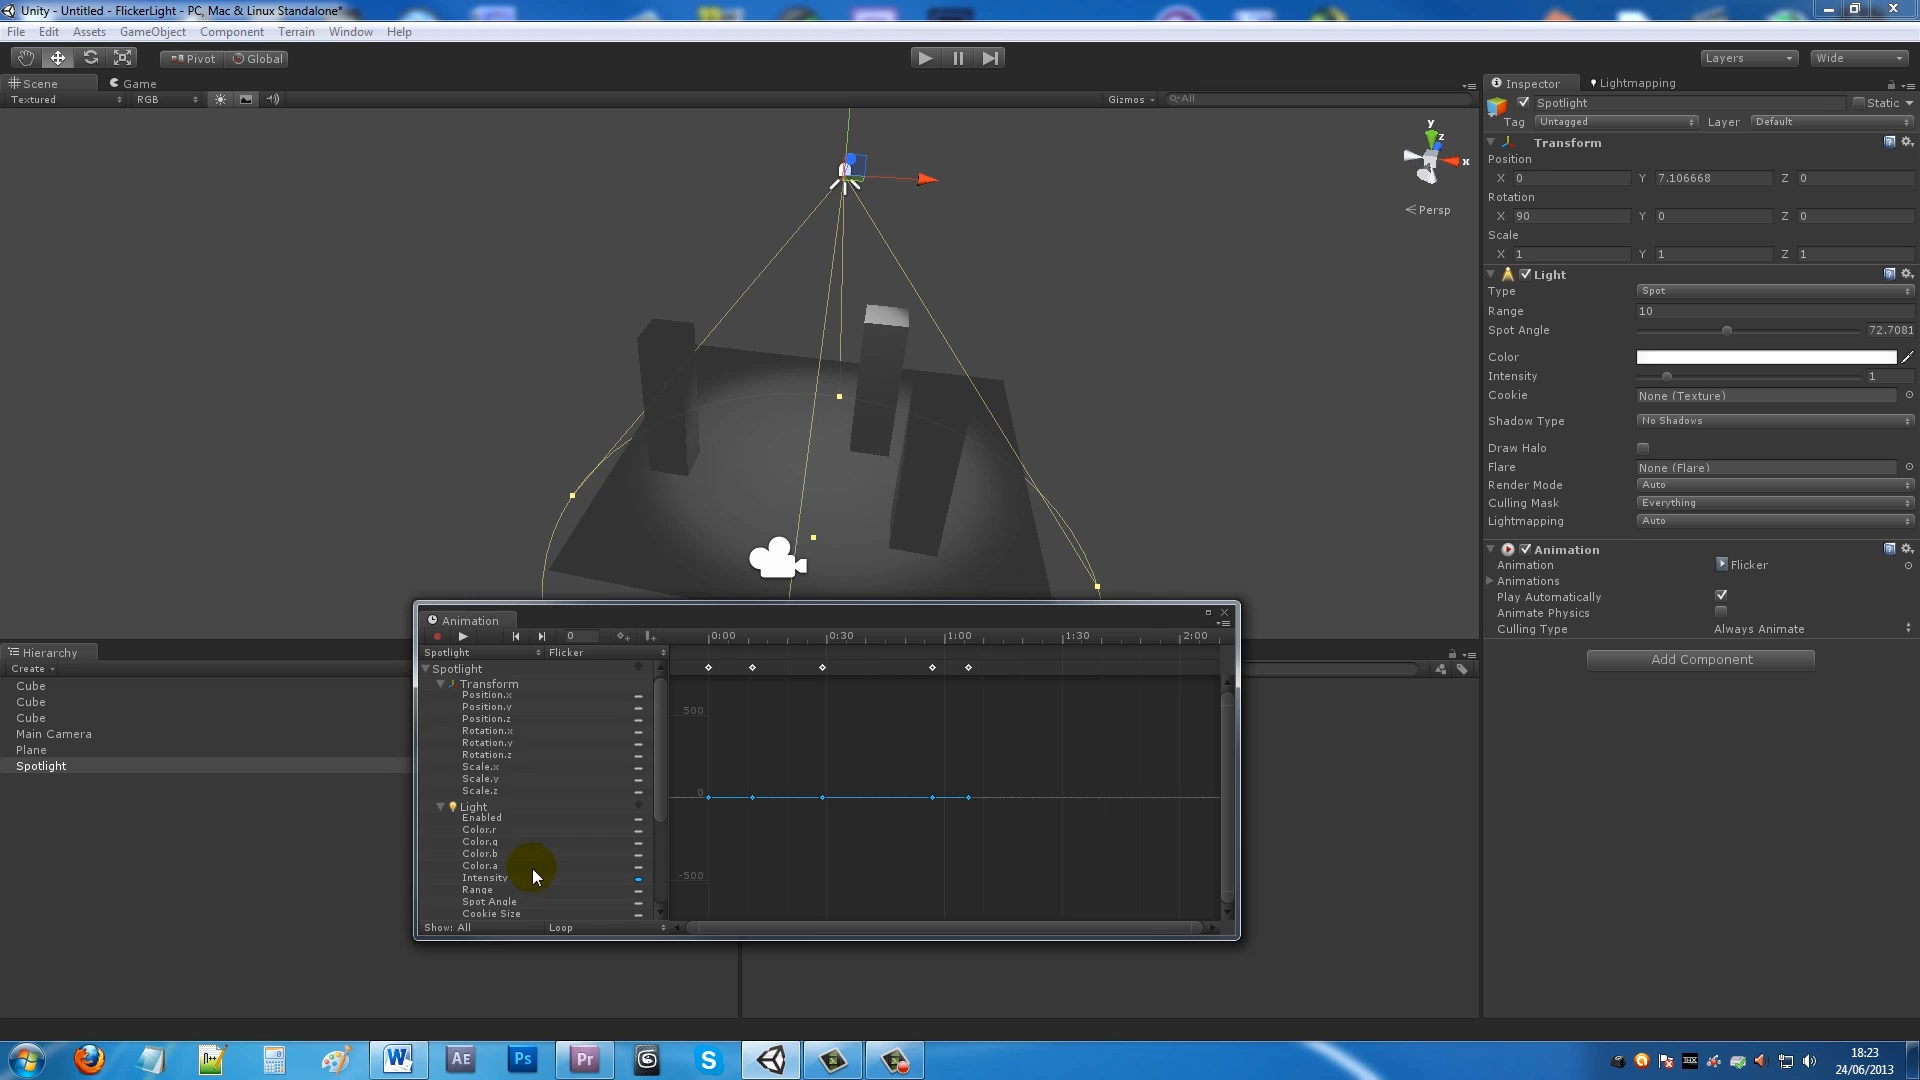 Unity - Untitled - FlickerLight - PC, Mac & Linux Standalone*
File Edit Assets GameObject Component Terrain Window Help
Pivot Global Layers Wide
Scene Game
Textured RGB Gizmos All
y
z
x
Persp
Inspector Lightmapping
Spotlight Static
Tag Untagged Layer Default
Transform
Position
X 0 Y 7.106668 Z 0
Rotation
X 90 Y 0 Z 0
Scale
X 1 Y 1 Z 1
Light
Type Spot
Range 10
Spot Angle 72.7081
Color
Intensity 1
Cookie None (Texture)
Shadow Type No Shadows
Draw Halo
Flare None (Flare)
Render Mode Auto
Culling Mask Everything
Lightmapping Auto
Animation
Animation Flicker
Animations
Play Automatically
Animate Physics
Culling Type Always Animate
Add Component
Hierarchy
Create
Cube
Cube
Cube
Main Camera
Plane
Spotlight
Animation
0 0:00 0:30 1:00 1:30 2:00
Spotlight Flicker
Spotlight
Transform
Position.x
Position.y
Position.z
Rotation.x
Rotation.y
Rotation.z
Scale.x
Scale.y
Scale.z
Light
Enabled
Color.r
Color.g
Color.b
Color.a
Intensity
Range
Spot Angle
Cookie Size
500
0
-500
Show: All Loop
n++ W AE Ps Pr S THX
18:23
24/06/2013